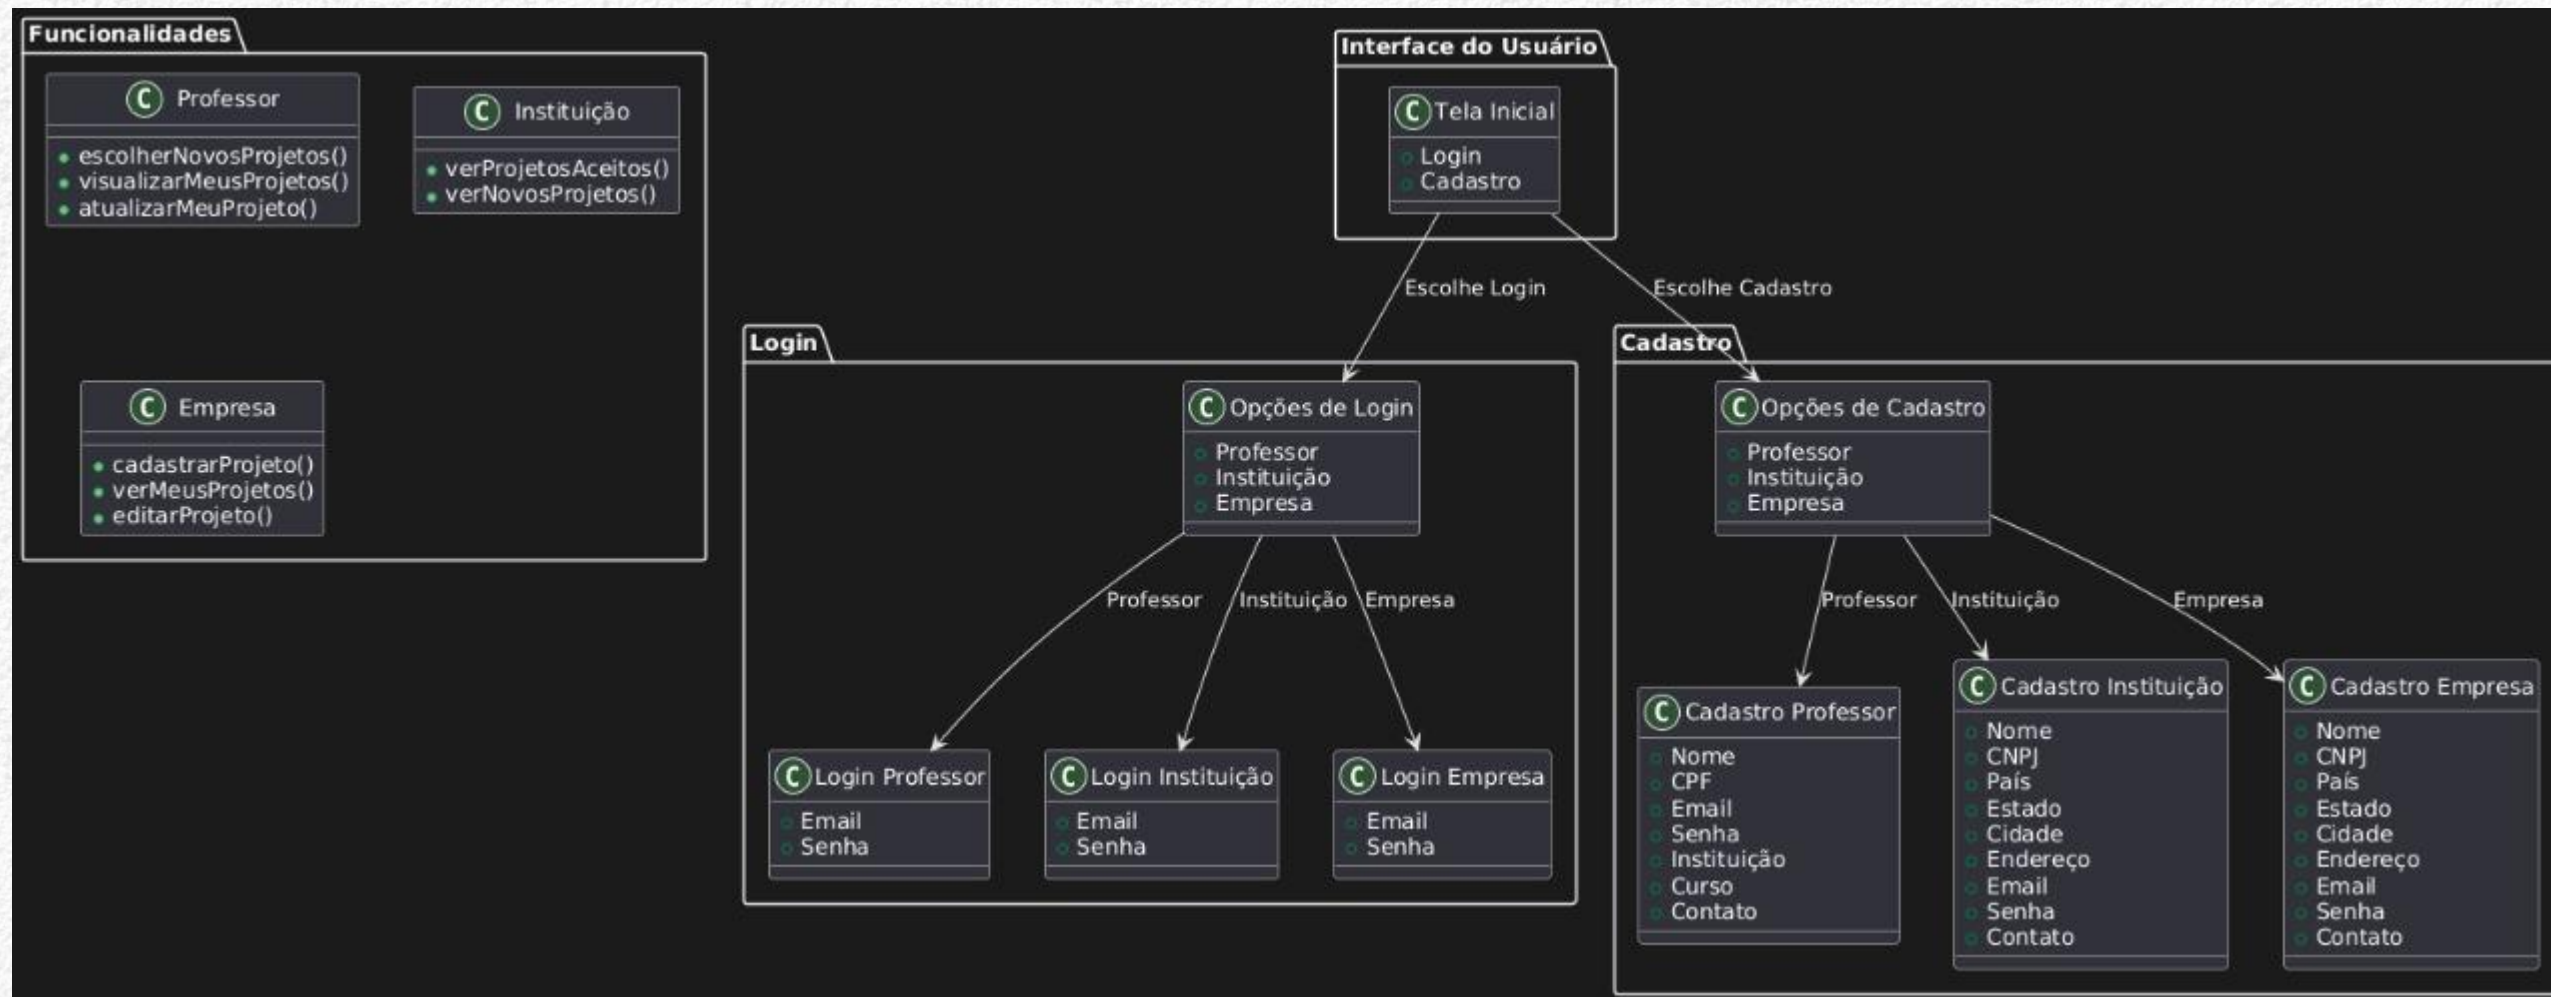 Funcionalidades
C Professor
escolherNovosProjetos()
visualizarMeusProjetos()
atualizarMeuProjeto()
C Instituição
verProjetosAceitos()
verNovosProjetos()
C Empresa
cadastrarProjeto()
verMeusProjetos()
editarProjeto()
Interface do Usuário
C Tela Inicial
Login
Cadastro
Escolhe Login
Escolhe Cadastro
Login
C Opções de Login
Professor
Instituição
Empresa
Professor
Instituição
Empresa
C Login Professor
Email
Senha
C Login Instituição
Email
Senha
C Login Empresa
Email
Senha
Cadastro
C Opções de Cadastro
Professor
Instituição
Empresa
Professor
Instituição
Empresa
C Cadastro Professor
Nome
CPF
Email
Senha
Instituição
Curso
Contato
C Cadastro Instituição
Nome
CNPJ
País
Estado
Cidade
Endereço
Email
Senha
Contato
C Cadastro Empresa
Nome
CNPJ
País
Estado
Cidade
Endereço
Email
Senha
Contato